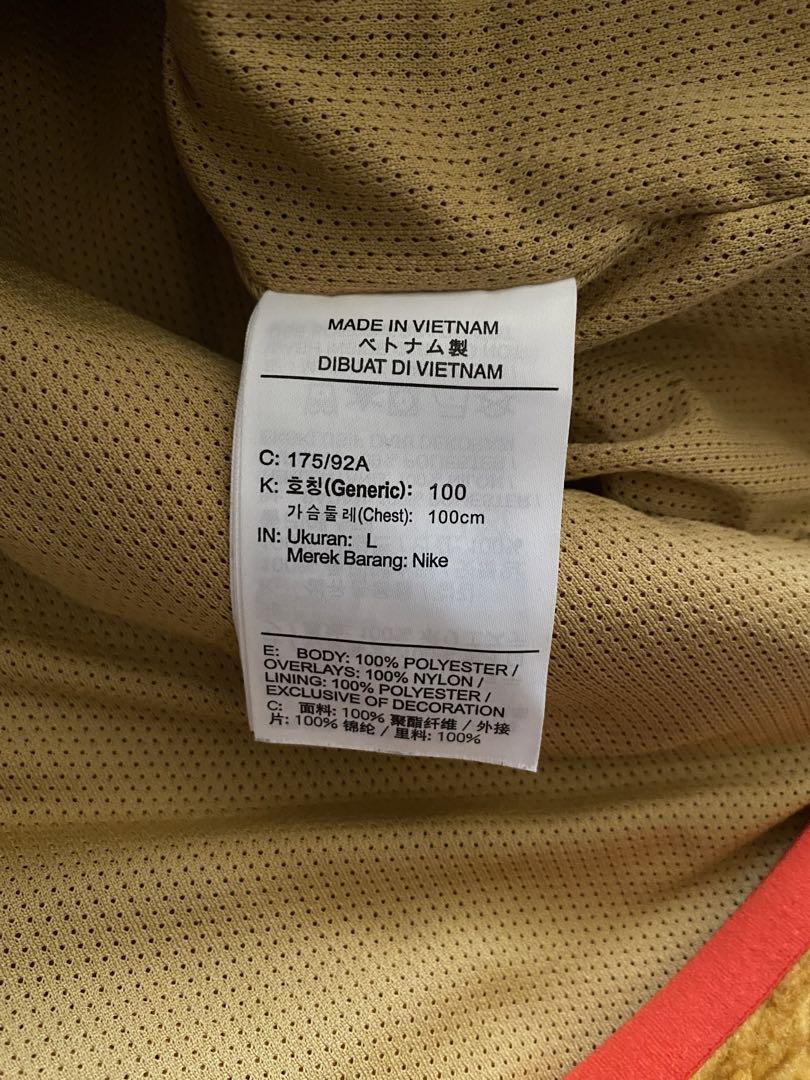 MADE IN VIETNAM
ベトナム製
DIBUAT DI VIETNAM
C: 175/92A
K: 호칭(Generic): 100
가슴둘레(Chest): 100cm
IN: Ukuran: L
Merek Barang: Nike
E: BODY: 100% POLYESTER /
OVERLAYS: 100% NYLON /
LINING: 100% POLYESTER /
EXCLUSIVE OF DECORATION
C: 面料: 100% 聚酯纤维 / 外接
片: 100% 锦纶 / 里料: 100%